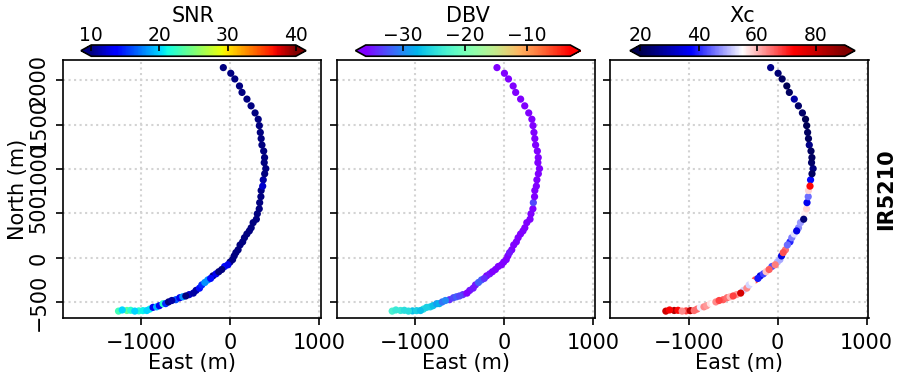 SNR DBV Xc
10 20 30 40 −30 −20 −10 20 40 60 80
2000
1500
1000
500
0
−500
North (m)
IR5210
−1000 0 1000 −1000 0 1000 −1000 0 1000
East (m) East (m) East (m)